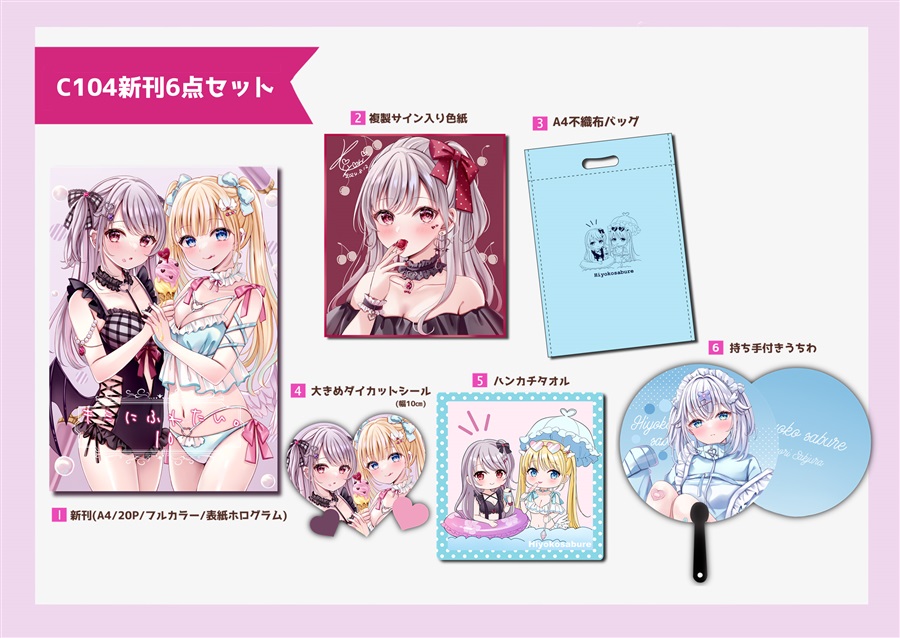 C104新刊6点セット
2 複製サイン入り色紙
3 A4不織布バッグ
Hiyokosabure
1 新刊(A4/20P/フルカラー/表紙ホログラム)
4 大きめダイカットシール
(幅10cm)
5 ハンカチタオル
Hiyokosabure
6 持ち手付きうちわ